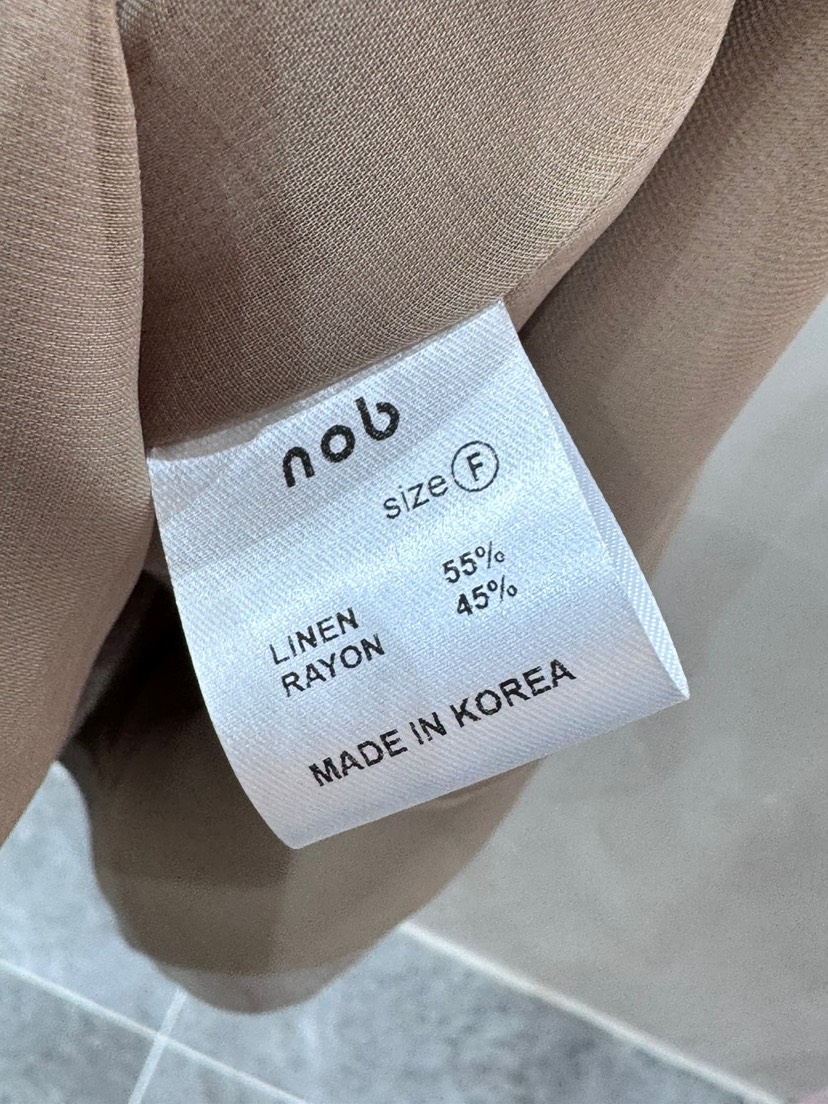 nob
size F
LINEN 55%
RAYON 45%
MADE IN KOREA